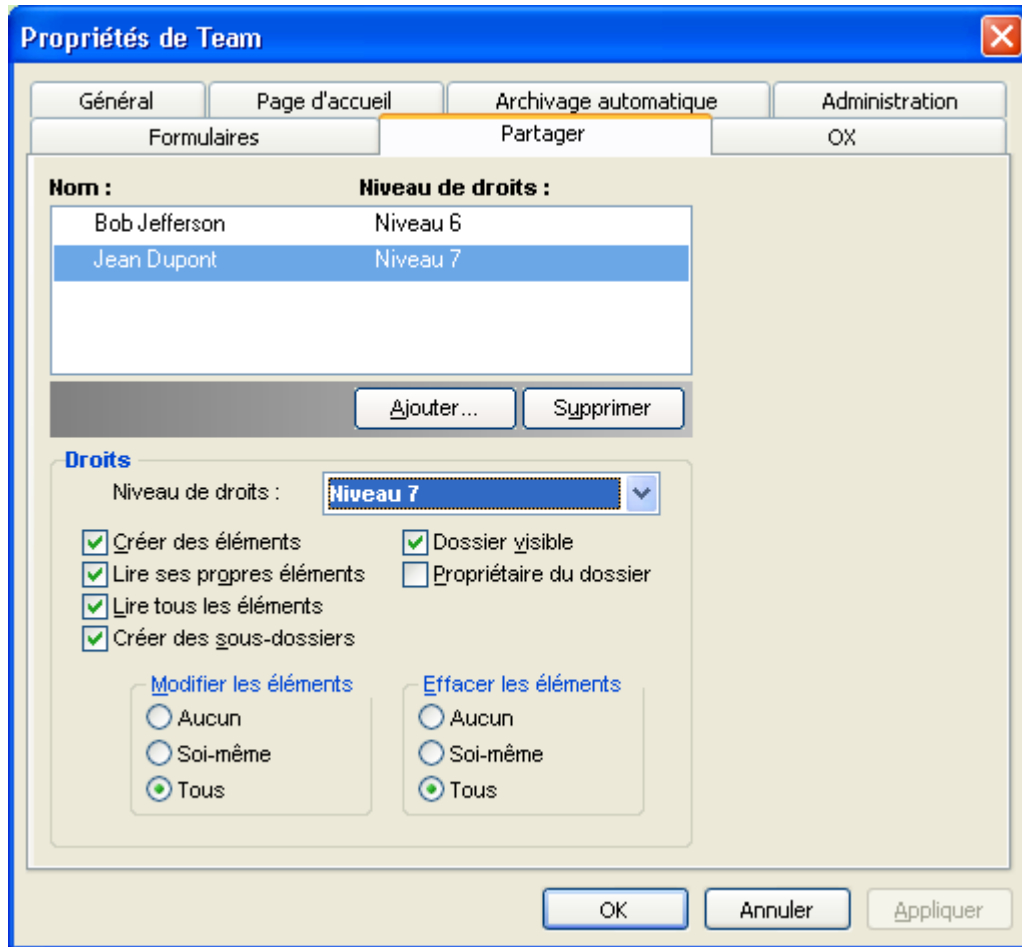 Propriétés de Team
Général Page d'accueil Archivage automatique Administration
Formulaires Partager OX
Nom : Niveau de droits :
Bob Jefferson Niveau 6
Jean Dupont Niveau 7
Ajouter... Supprimer
Droits
Niveau de droits : Niveau 7
Créer des éléments Dossier visible
Lire ses propres éléments Propriétaire du dossier
Lire tous les éléments
Créer des sous-dossiers
Modifier les éléments Effacer les éléments
Aucun Aucun
Soi-même Soi-même
Tous Tous
OK Annuler Appliquer